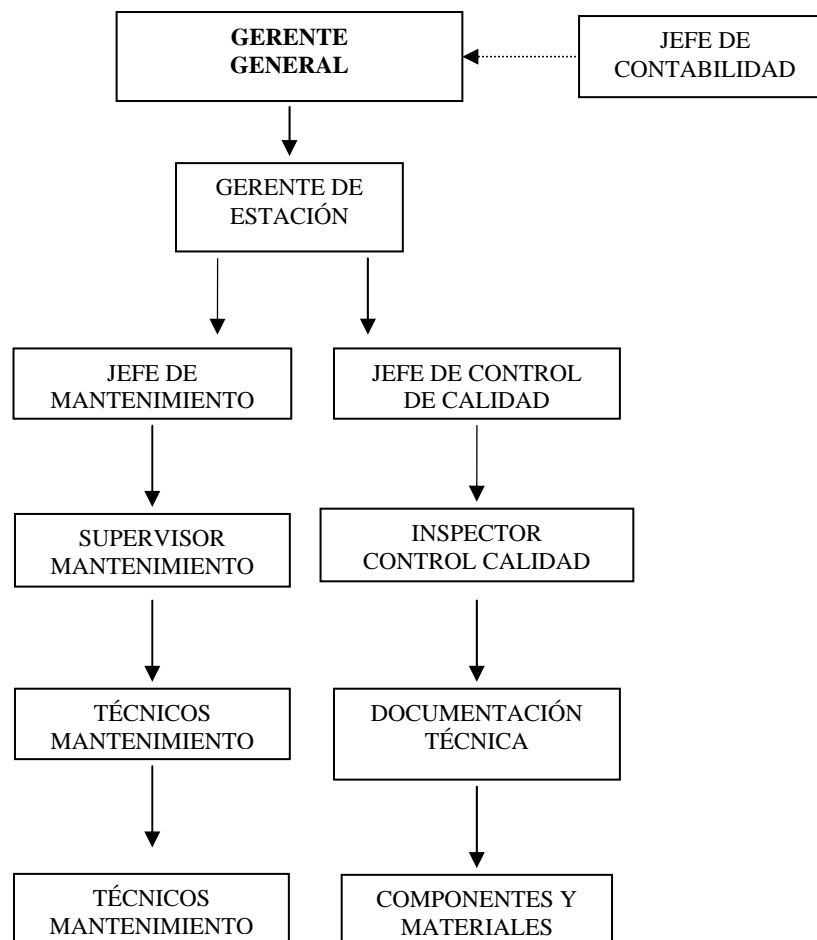 GERENTE
GENERAL
JEFE DE
CONTABILIDAD
GERENTE DE
ESTACIÓN
JEFE DE
MANTENIMIENTO
JEFE DE CONTROL
DE CALIDAD
SUPERVISOR
MANTENIMIENTO
INSPECTOR
CONTROL CALIDAD
TÉCNICOS
MANTENIMIENTO
DOCUMENTACIÓN
TÉCNICA
TÉCNICOS
MANTENIMIENTO
COMPONENTES Y
MATERIALES